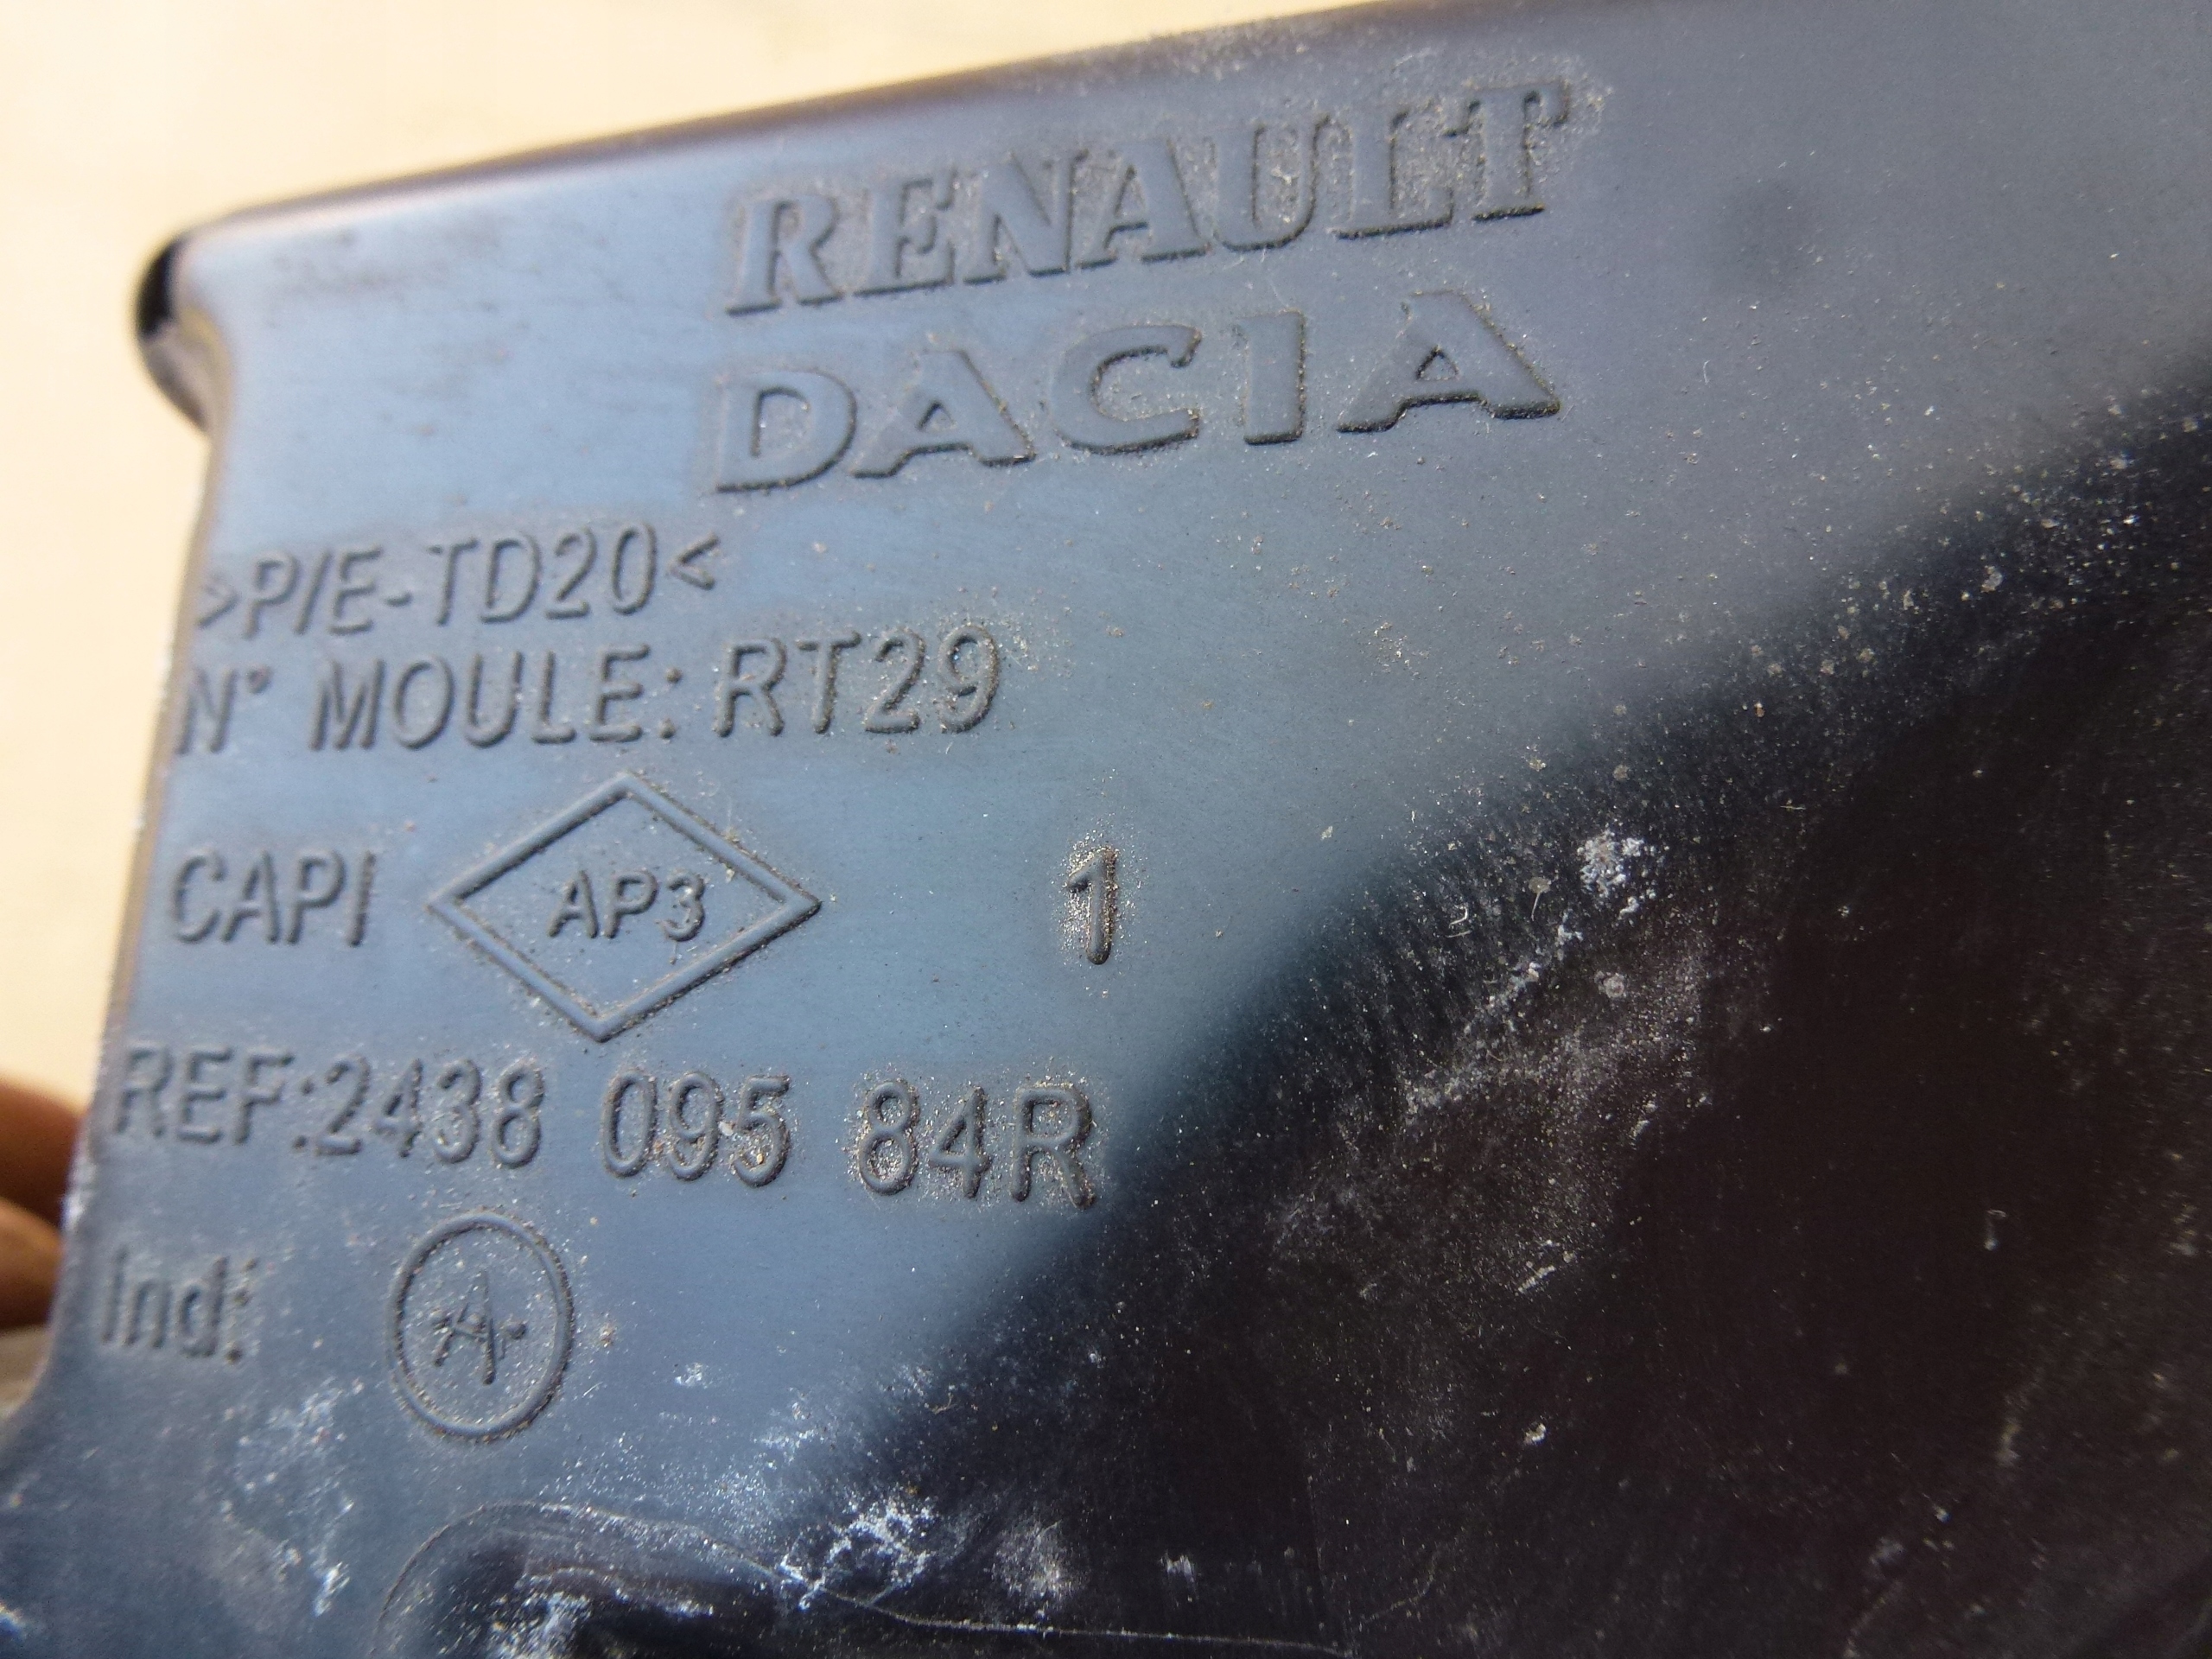 RENAULT
DACIA
>P/E-TD20<
N° MOULE: RT29
CAPI AP3 1
REF:2438 095 84R
Ind: A